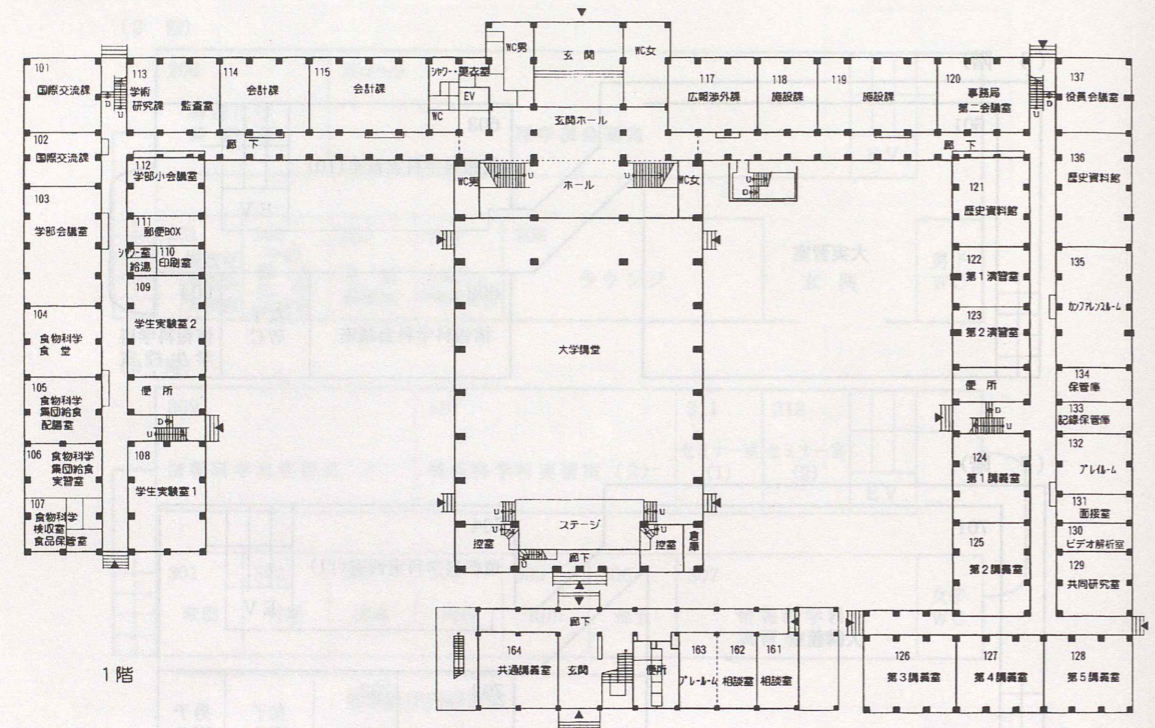 101
国際交流課
102
国際交流課
103
学部会議室
104
食物科学
食 堂
105
食物科学
集団給食
配膳室
106 食物科学
集団給食
実習室
107
食物科学
検収室
食品保管室
113
学術
研究課
監査室
114
会計課
115
会計課
シャワー・更衣室
EV
WC
WC男
玄 関
WC女
玄関ホール
117
広報渉外課
118
施設課
119
施設課
120
事務局
第二会議室
137
役員会議室
廊 下
廊 下
112
学部小会議室
111
郵便BOX
シャワー室
給湯
110
印刷室
109
学生実験室2
便 所
D
U
108
学生実験室1
WC男
U
ホール
U
WC女
U
D
大学講堂
ステージ
U
U
U
U
控室
控室
倉庫
D
廊下
136
歴史資料館
121
歴史資料館
122
第1演習室
123
第2演習室
便 所
D
U
124
第1講義室
125
第2講義室
135
カンファレンスルーム
134
保管庫
133
記録保管庫
132
プレイルーム
131
面接室
130
ビデオ解析室
129
共同研究室
廊下
164
共通講義室
玄関
U
便所
163
プレールーム
162
相談室
161
相談室
126
第3講義室
127
第4講義室
128
第5講義室
1階